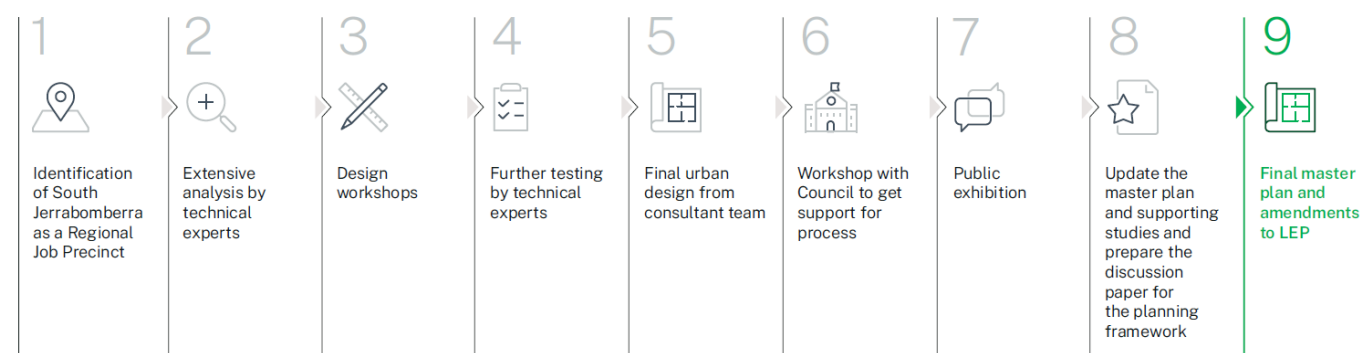 1
Identification
of South
Jerrabomberra
as a Regional
Job Precinct
2
Extensive
analysis by
technical
experts
3
Design
workshops
4
Further testing
by technical
experts
5
Final urban
design from
consultant team
6
Workshop with
Council to get
support for
process
7
Public
exhibition
8
Update the
master plan
and supporting
studies and
prepare the
discussion
paper for
the planning
framework
9
Final master
plan and
amendments
to LEP